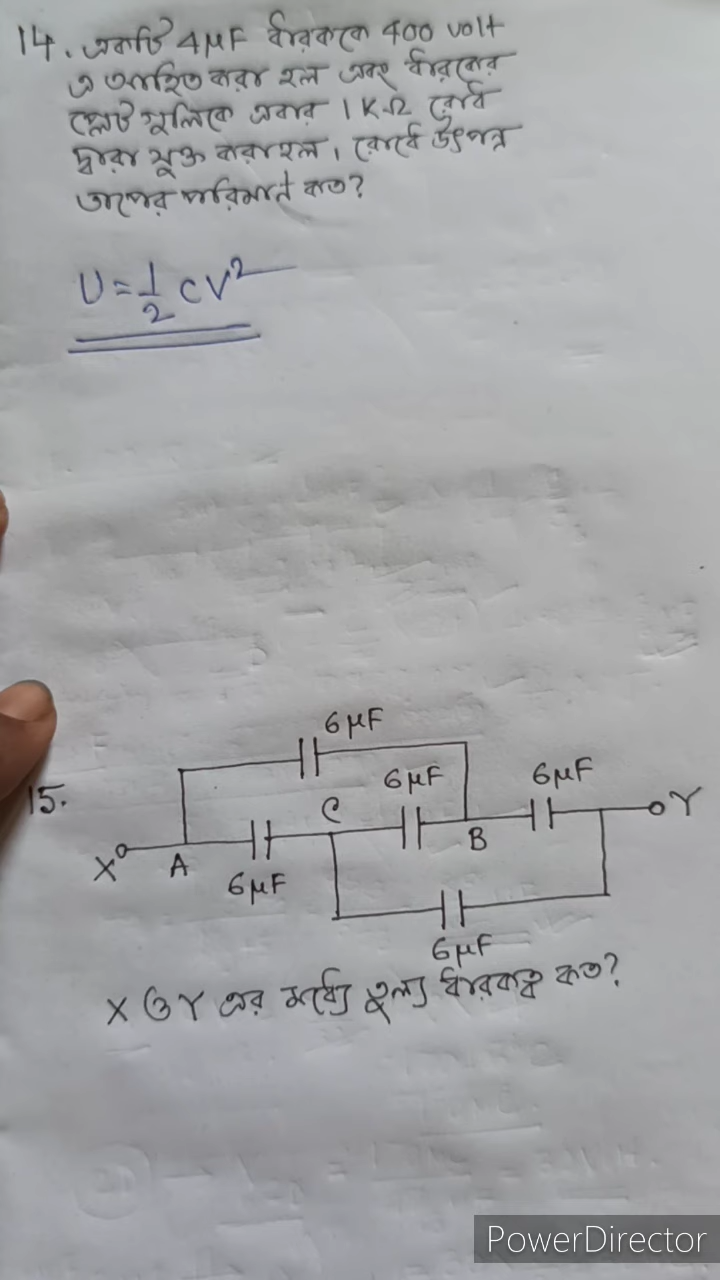 14. একটি 4μF ধারককে 400 volt
এ আহিত করা হল এবং ধারকের
প্লেট গুলিকে এবার 1 KΩ রোধ
দ্বারা যুক্ত করা হল। রোধে উৎপন্ন
তাপের পরিমাণ কত?
U = 1/2 CV²
15.
6μF
6μF
6μF
C
X
A
B
Y
6μF
6μF
X ও Y এর মধ্যে তুল্য ধারকত্ব কত?
PowerDirector